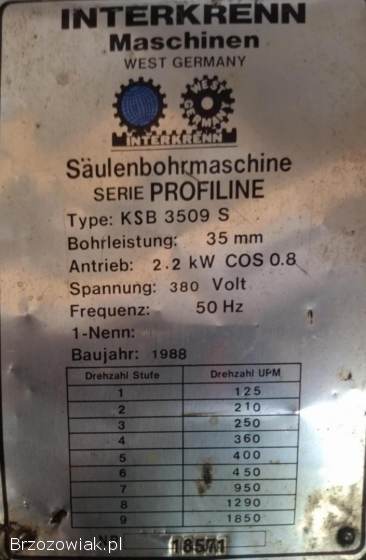 INTERKRENN
Maschinen
WEST GERMANY
WEST GERMANY
INTERKRENN
Säulenbohrmaschine
SERIE PROFILINE
Type: KSB 3509 S
Bohrleistung: 35 mm
Antrieb: 2.2 kW COS 0.8
Spannung: 380 Volt
Frequenz: 50 Hz
1-Nenn:
Baujahr: 1988
Drehzahl Stufe Drehzahl UPM
1 125
2 210
3 250
4 360
5 400
6 450
7 950
8 1290
9 1850
18571
Brzozowiak.pl